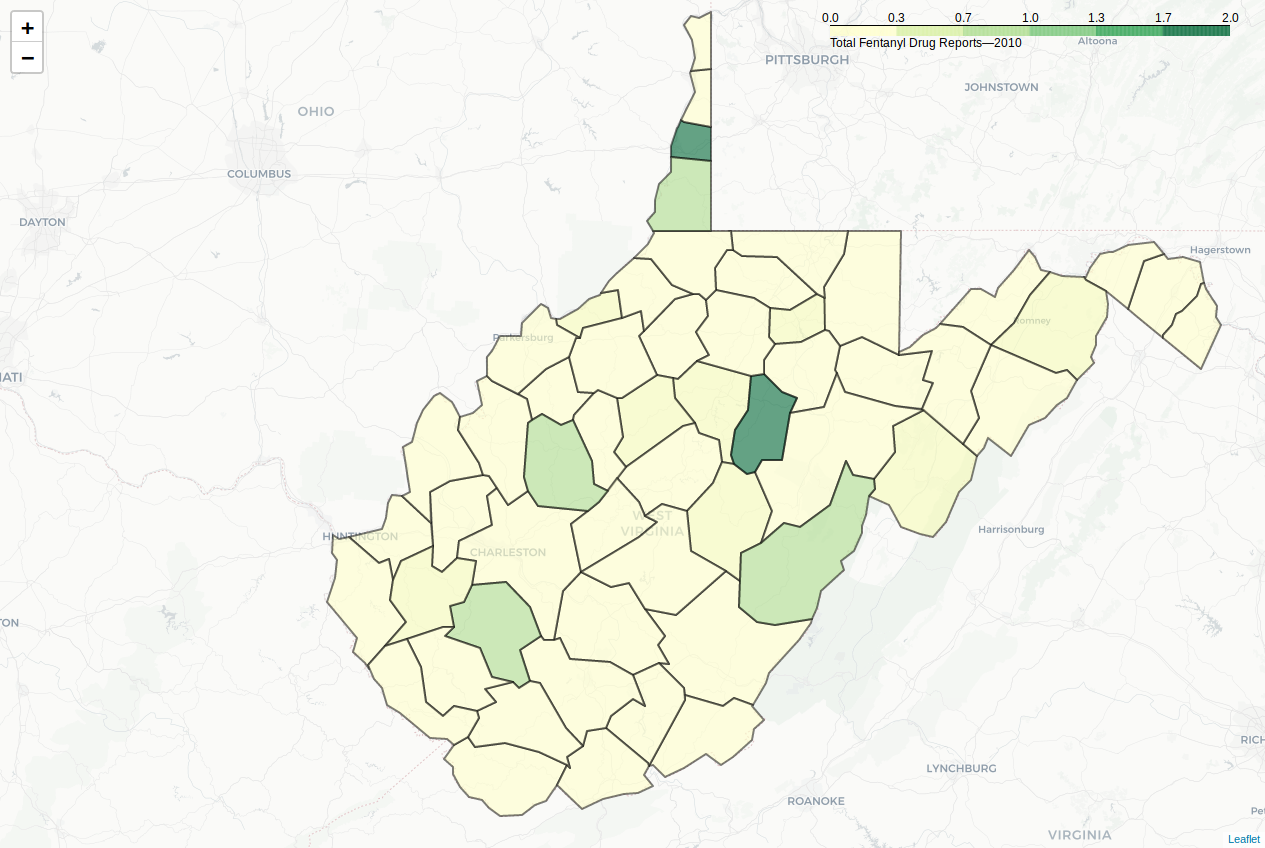 +
−
0.0 0.3 0.7 1.0 1.3 1.7 2.0
Total Fentanyl Drug Reports—2010
Altoona
PITTSBURGH
JOHNSTOWN
OHIO
COLUMBUS
DAYTON
Hagerstown
Romney
Parkersburg
ATI
WEST
VIRGINIA
HUNTINGTON
CHARLESTON
Harrisonburg
ON
RICH
LYNCHBURG
ROANOKE
Pe
VIRGINIA
Leaflet